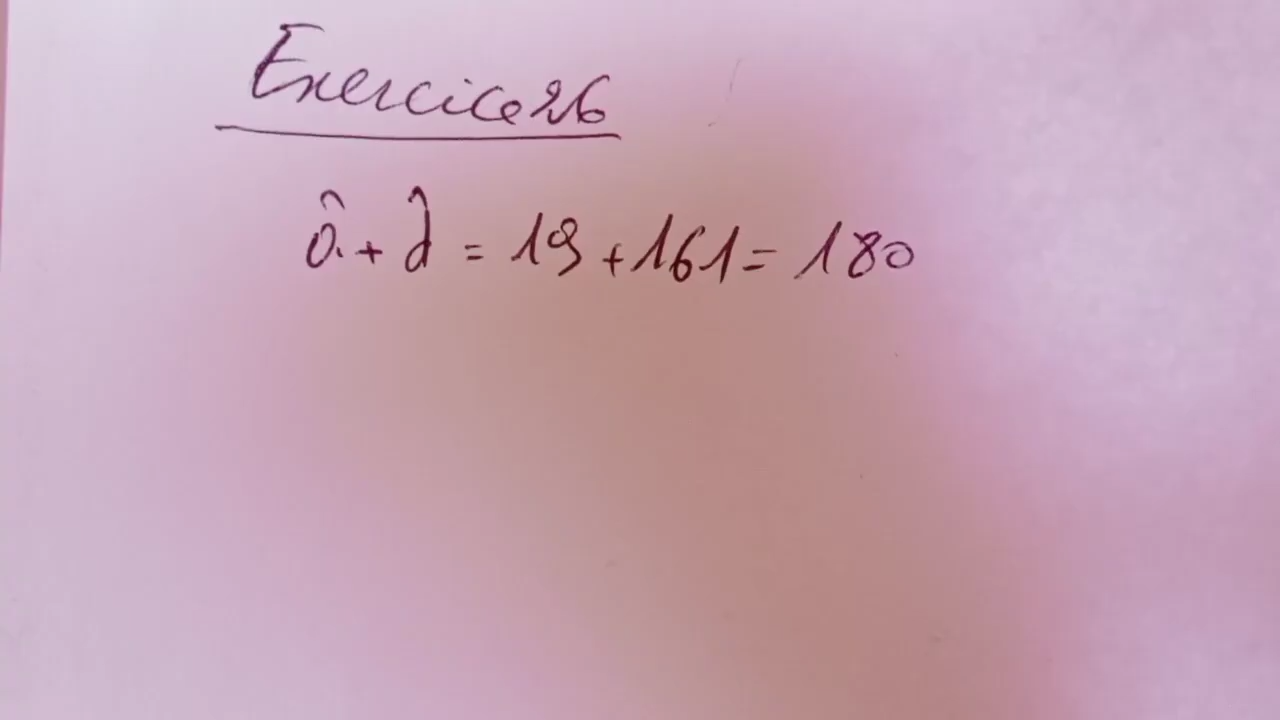 Exercice 26
â + d̂ = 19 + 161 = 180